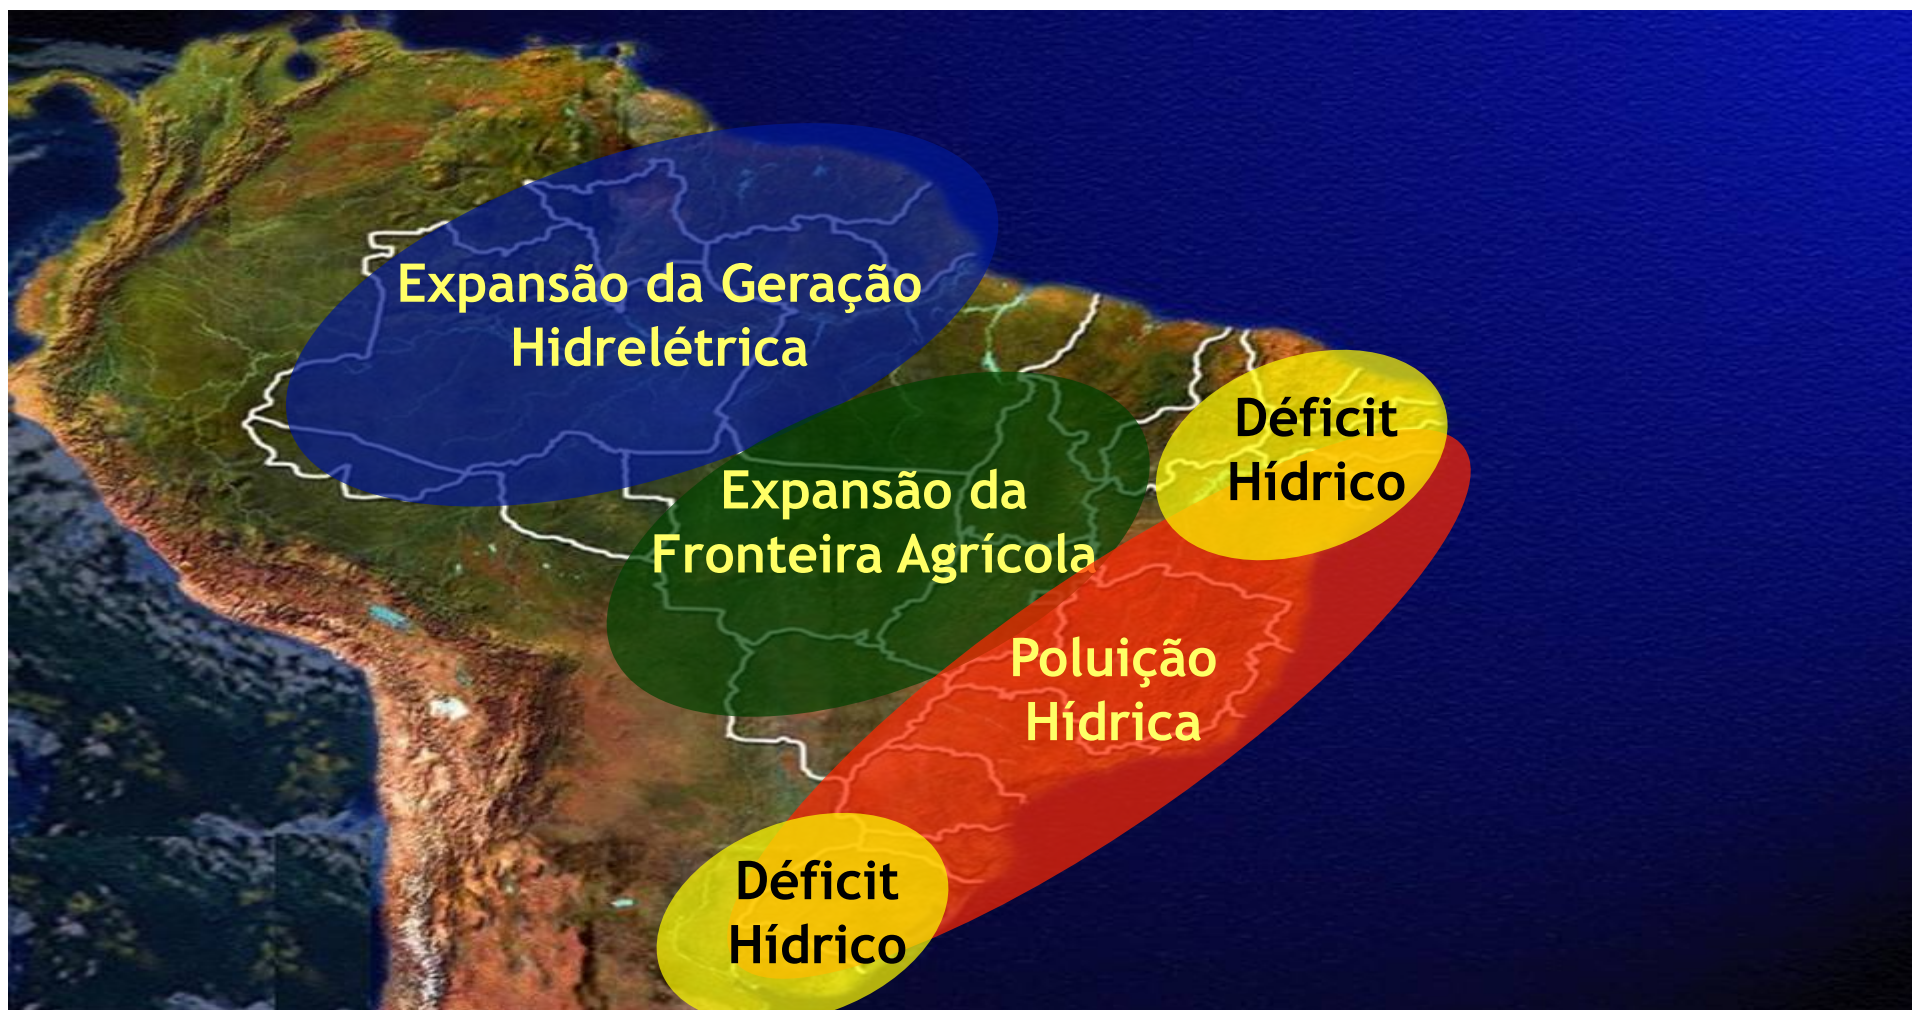 Expansão da Geração
Hidrelétrica
Déficit
Hídrico
Expansão da
Fronteira Agrícola
Poluição
Hídrica
Déficit
Hídrico